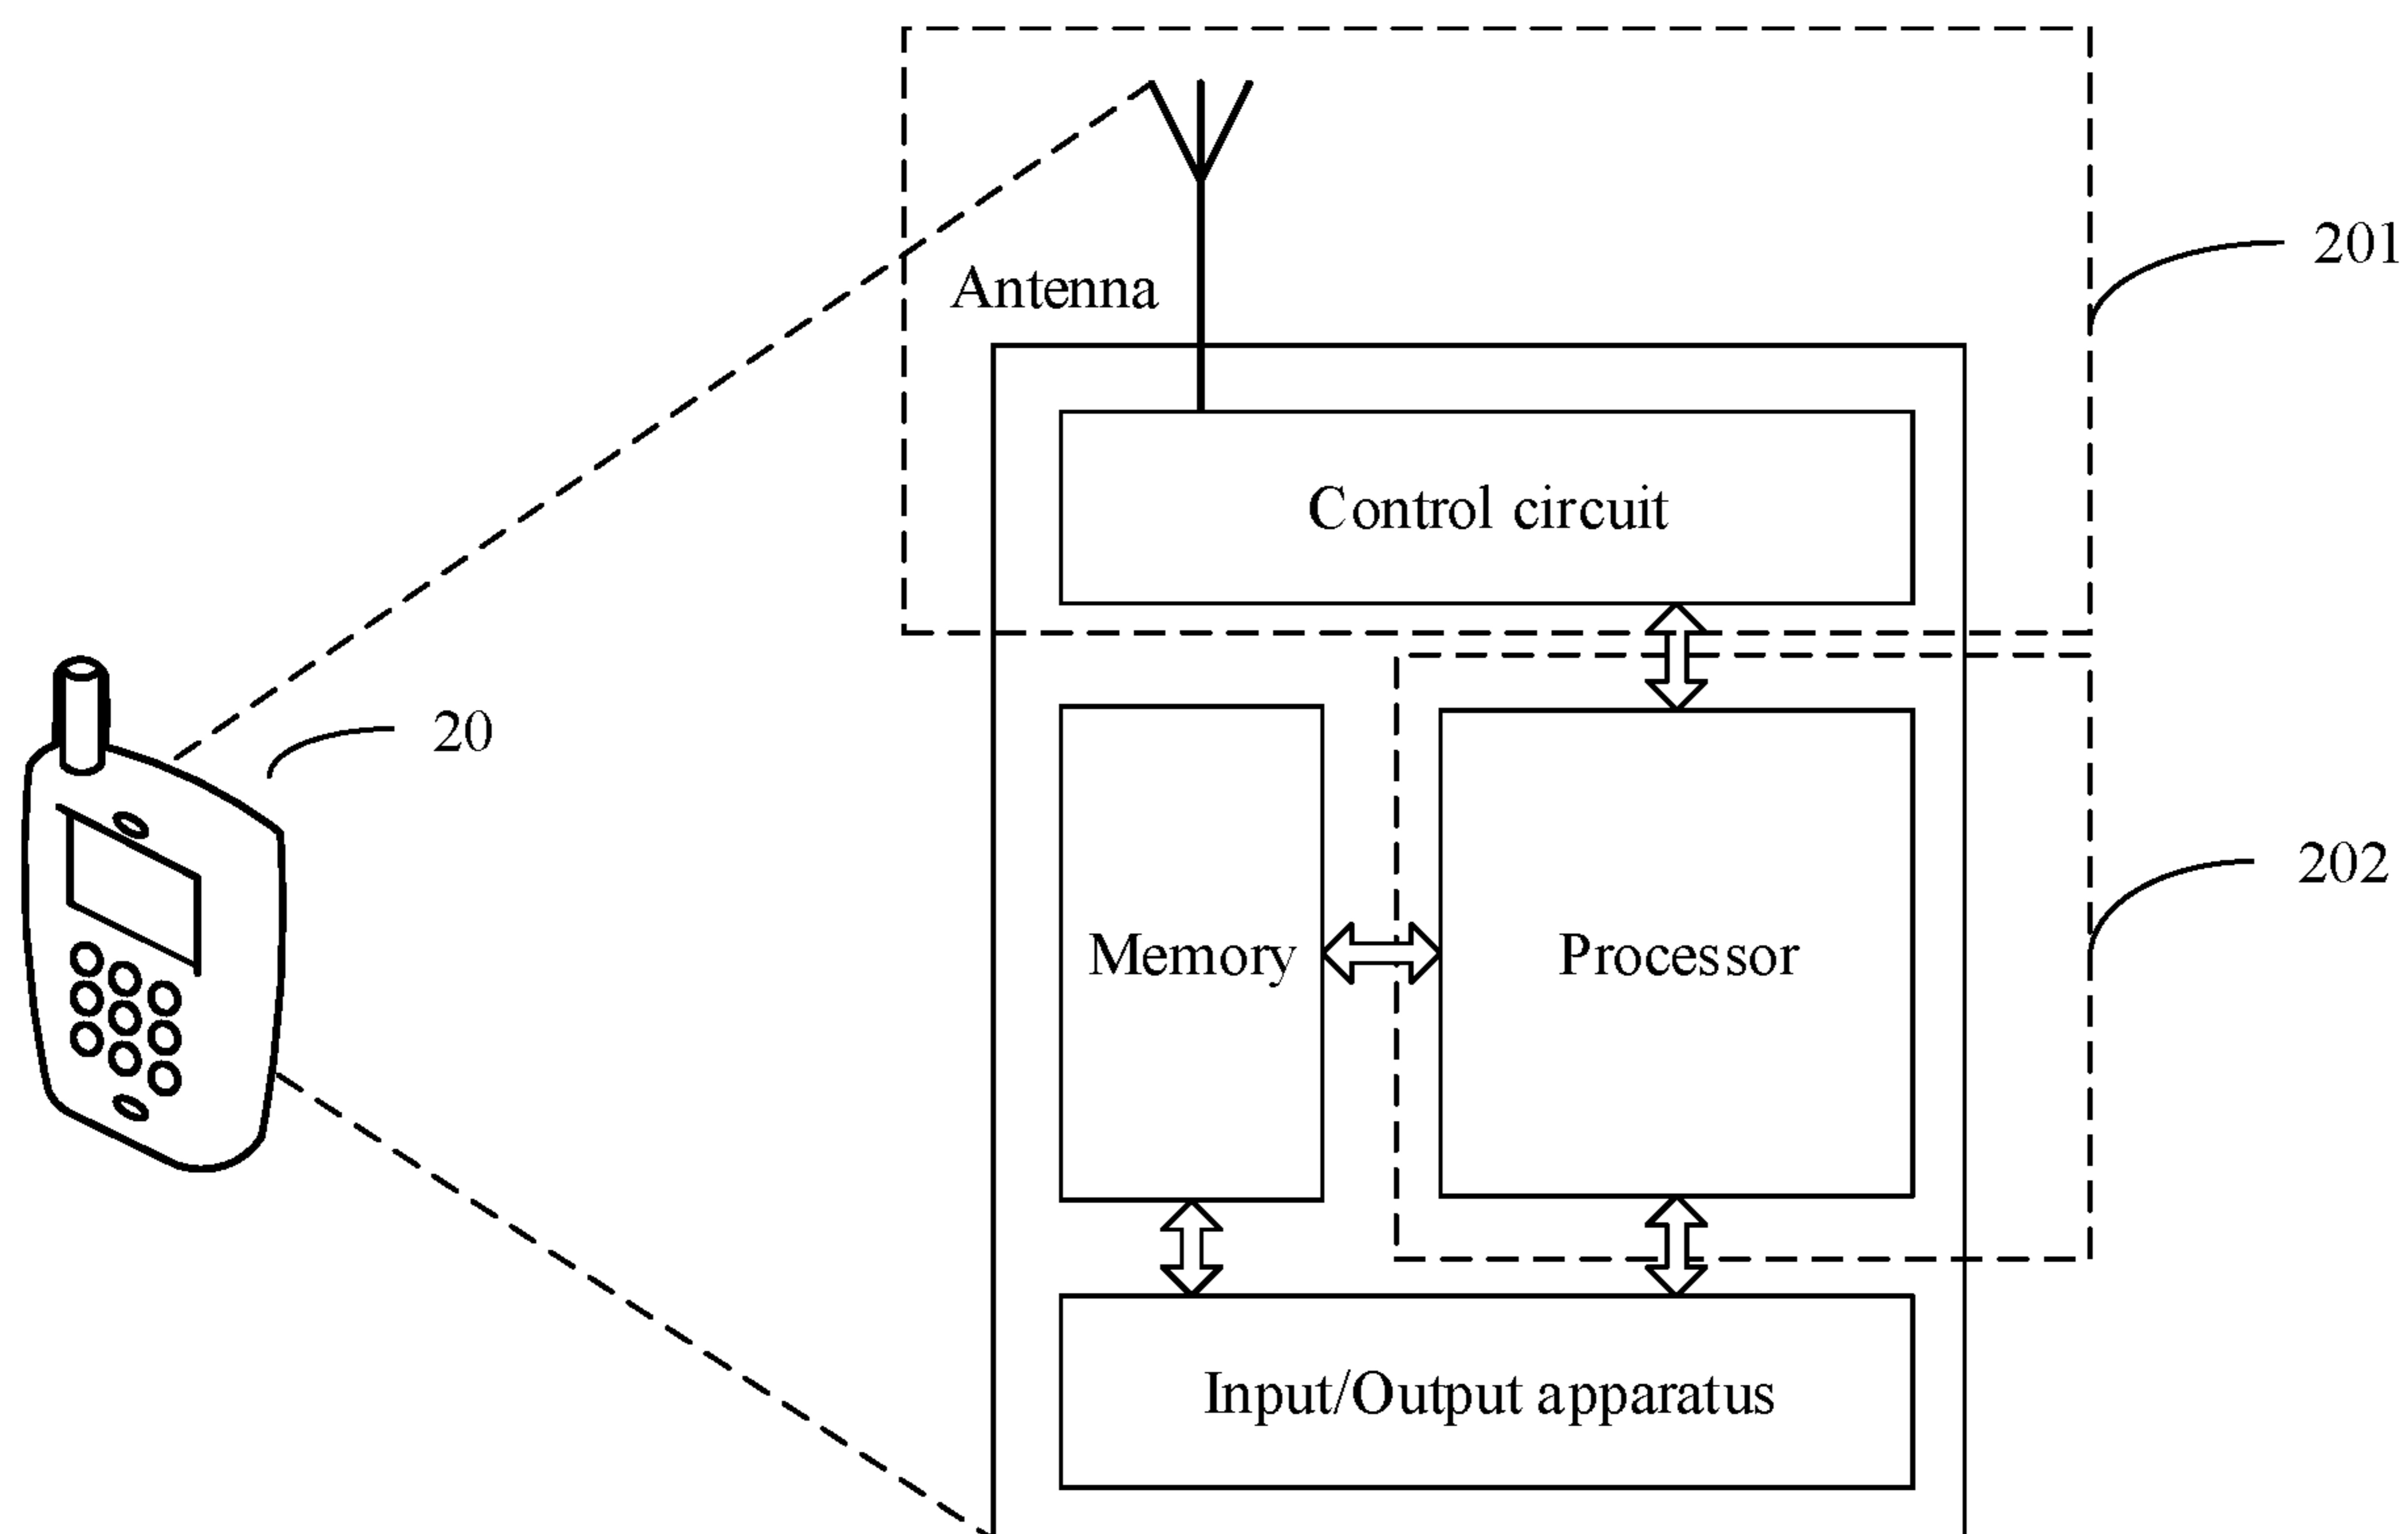 201
Antenna
Control circuit
20
202
Memory
Processor
Input/Output apparatus